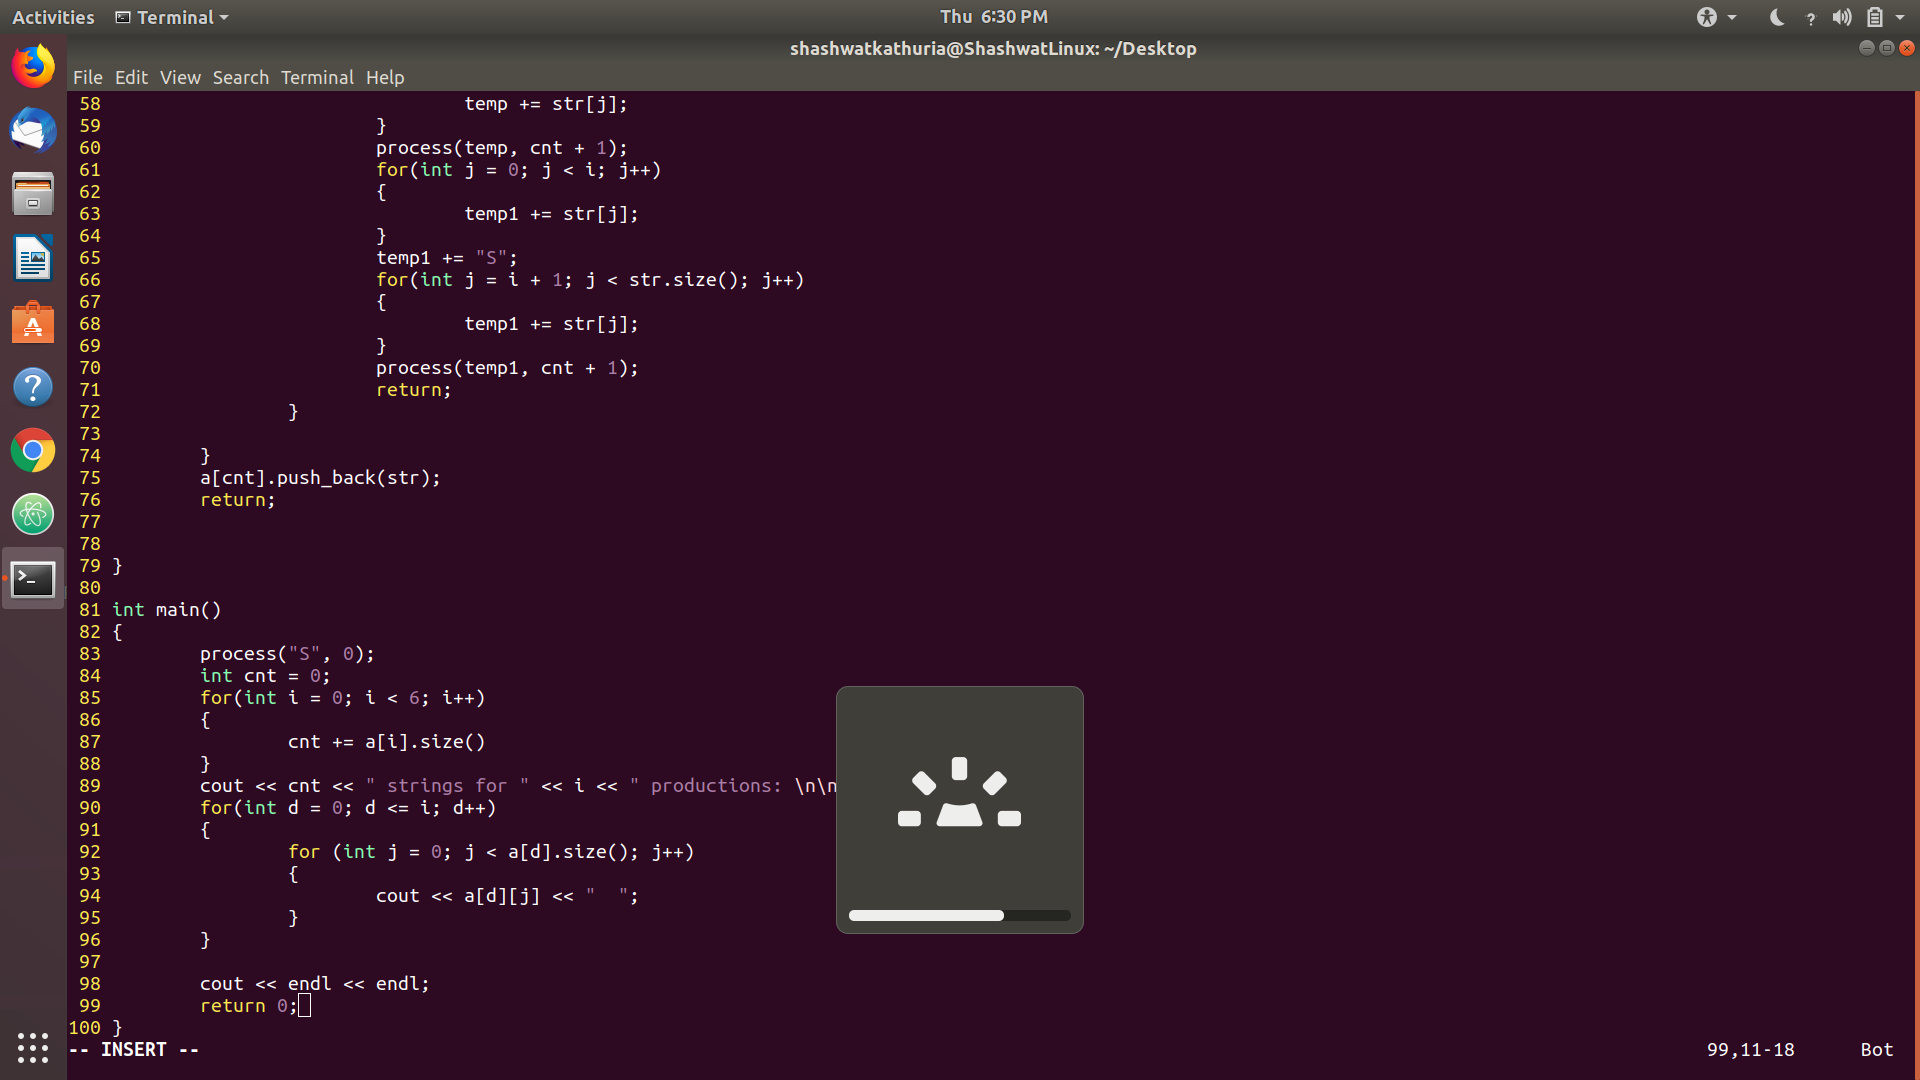 Activities Terminal Thu 6:30 PM ?
shashwatkathuria@ShashwatLinux: ~/Desktop
File Edit View Search Terminal Help
58 temp += str[j];
59 }
60 process(temp, cnt + 1);
61 for(int j = 0; j < i; j++)
62 {
63 temp1 += str[j];
64 }
65 temp1 += "S";
66 for(int j = i + 1; j < str.size(); j++)
67 {
68 temp1 += str[j];
69 }
70 process(temp1, cnt + 1);
71 return;
72 }
73
74 }
75 a[cnt].push_back(str);
76 return;
77
78
79 }
80
81 int main()
82 {
83 process("S", 0);
84 int cnt = 0;
85 for(int i = 0; i < 6; i++)
86 {
87 cnt += a[i].size()
88 }
89 cout << cnt << " strings for " << i << " productions: \n\n
90 for(int d = 0; d <= i; d++)
91 {
92 for (int j = 0; j < a[d].size(); j++)
93 {
94 cout << a[d][j] << "  ";
95 }
96 }
97
98 cout << endl << endl;
99 return 0;
100 }
-- INSERT -- 99,11-18 Bot